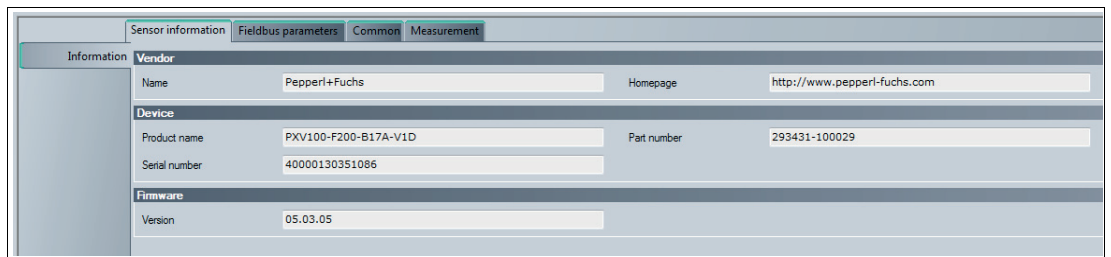 Sensor information Fieldbus parameters Common Measurement
Information
Vendor
Name Pepperl+Fuchs Homepage http://www.pepperl-fuchs.com
Device
Product name PXV100-F200-B17A-V1D Part number 293431-100029
Serial number 40000130351086
Firmware
Version 05.03.05